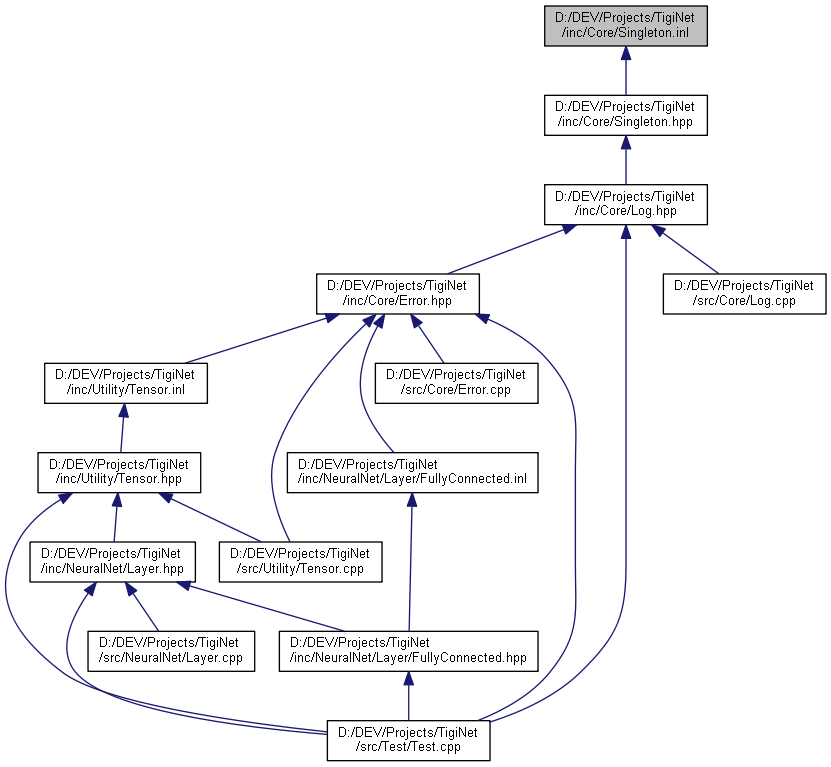 D:/DEV/Projects/TigiNet
/inc/Core/Singleton.inl
D:/DEV/Projects/TigiNet
/inc/Core/Singleton.hpp
D:/DEV/Projects/TigiNet
/inc/Core/Log.hpp
D:/DEV/Projects/TigiNet
/inc/Core/Error.hpp
D:/DEV/Projects/TigiNet
/src/Core/Log.cpp
D:/DEV/Projects/TigiNet
/inc/Utility/Tensor.inl
D:/DEV/Projects/TigiNet
/src/Core/Error.cpp
D:/DEV/Projects/TigiNet
/inc/Utility/Tensor.hpp
D:/DEV/Projects/TigiNet
/inc/NeuralNet/Layer/FullyConnected.inl
D:/DEV/Projects/TigiNet
/inc/NeuralNet/Layer.hpp
D:/DEV/Projects/TigiNet
/src/Utility/Tensor.cpp
D:/DEV/Projects/TigiNet
/src/NeuralNet/Layer.cpp
D:/DEV/Projects/TigiNet
/inc/NeuralNet/Layer/FullyConnected.hpp
D:/DEV/Projects/TigiNet
/src/Test/Test.cpp